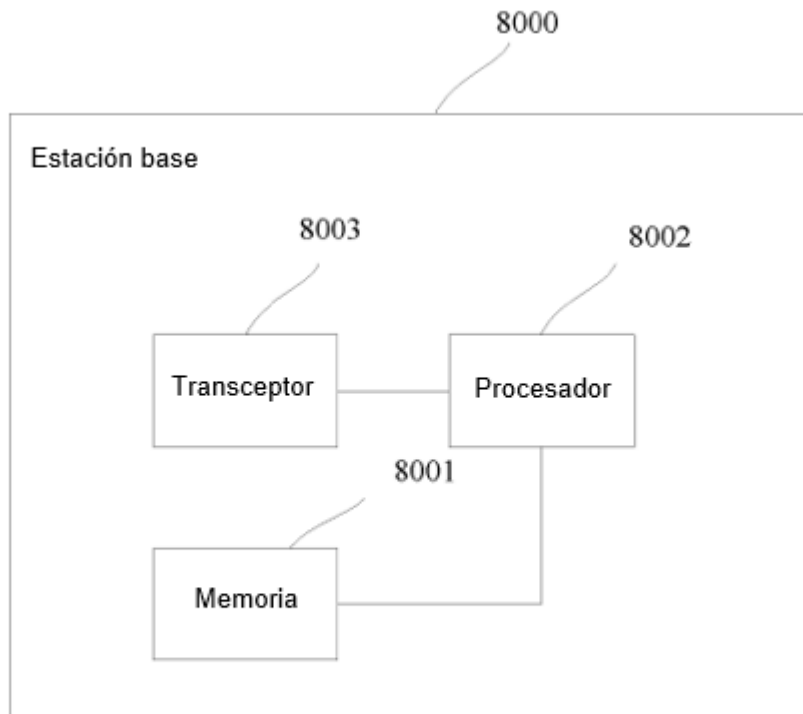 8000
Estación base
8003
8002
Transceptor
Procesador
8001
Memoria